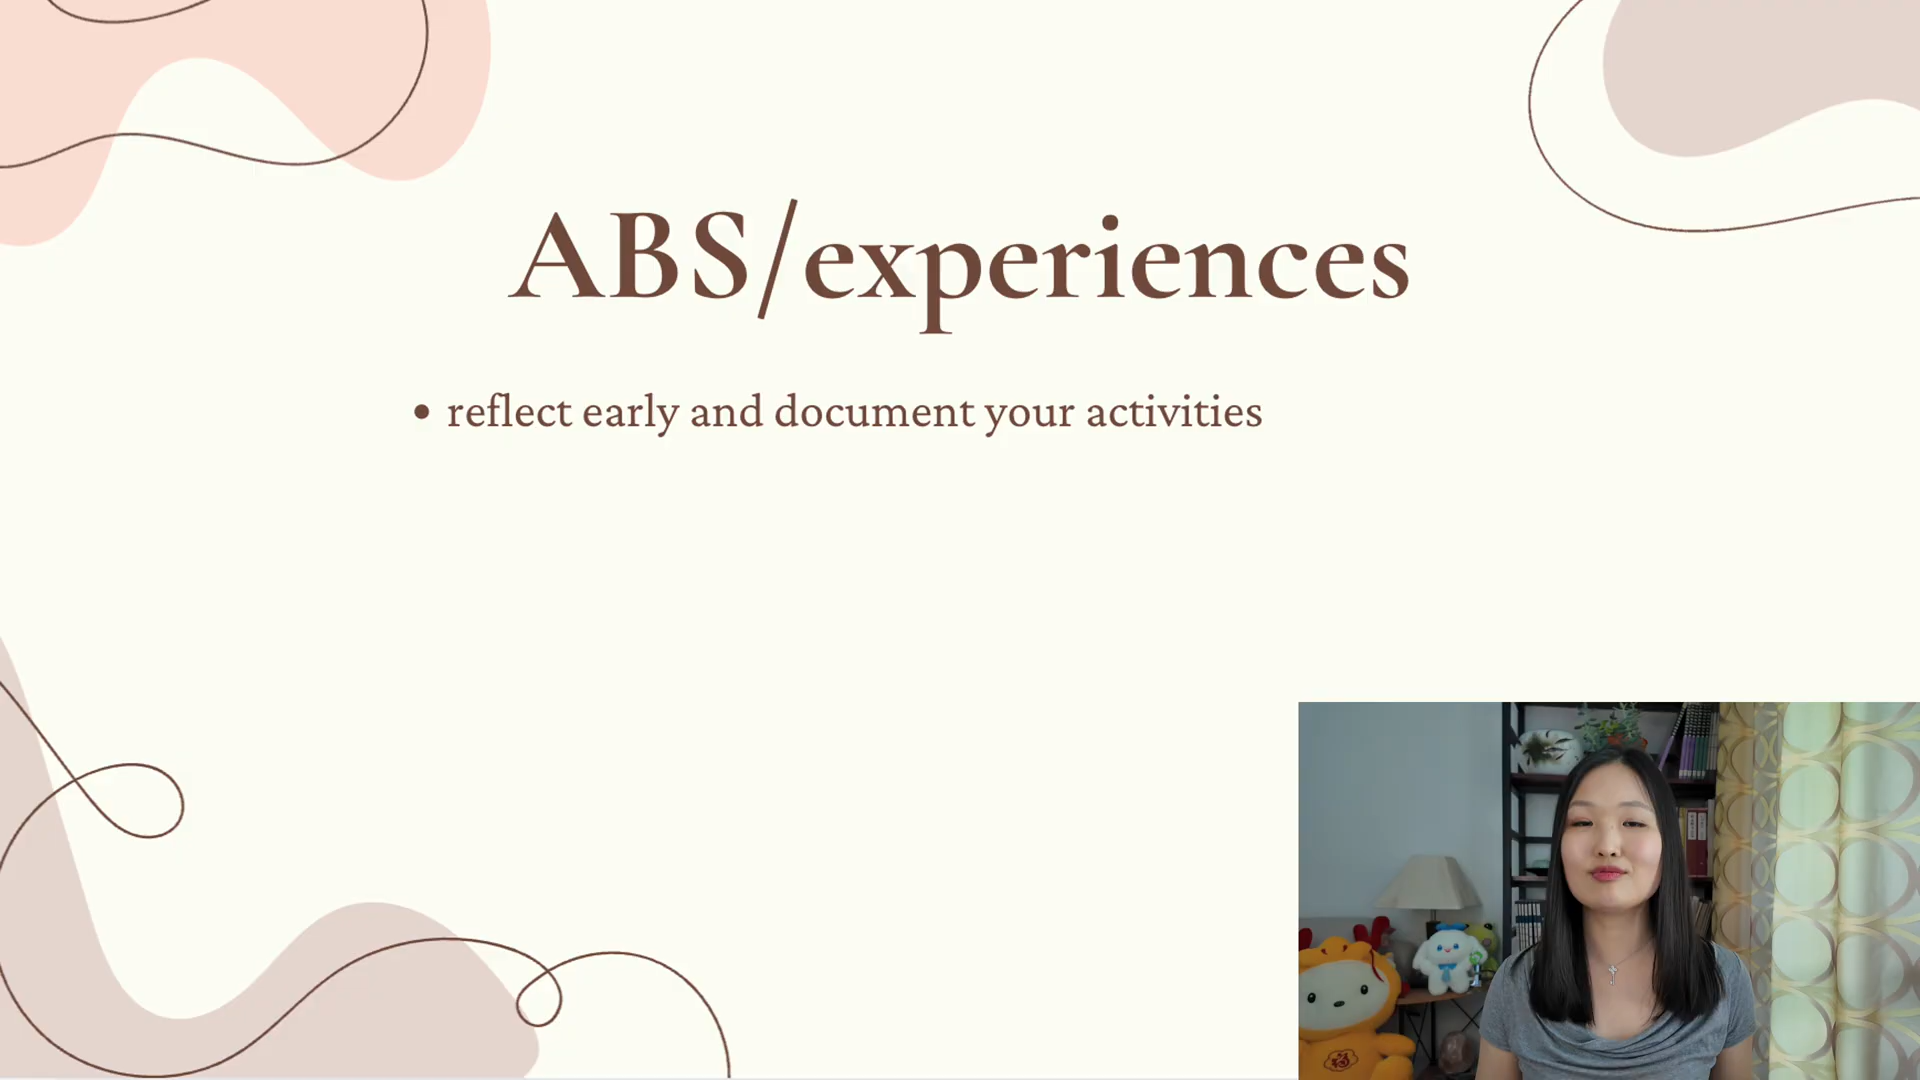 ABS/experiences
• reflect early and document your activities